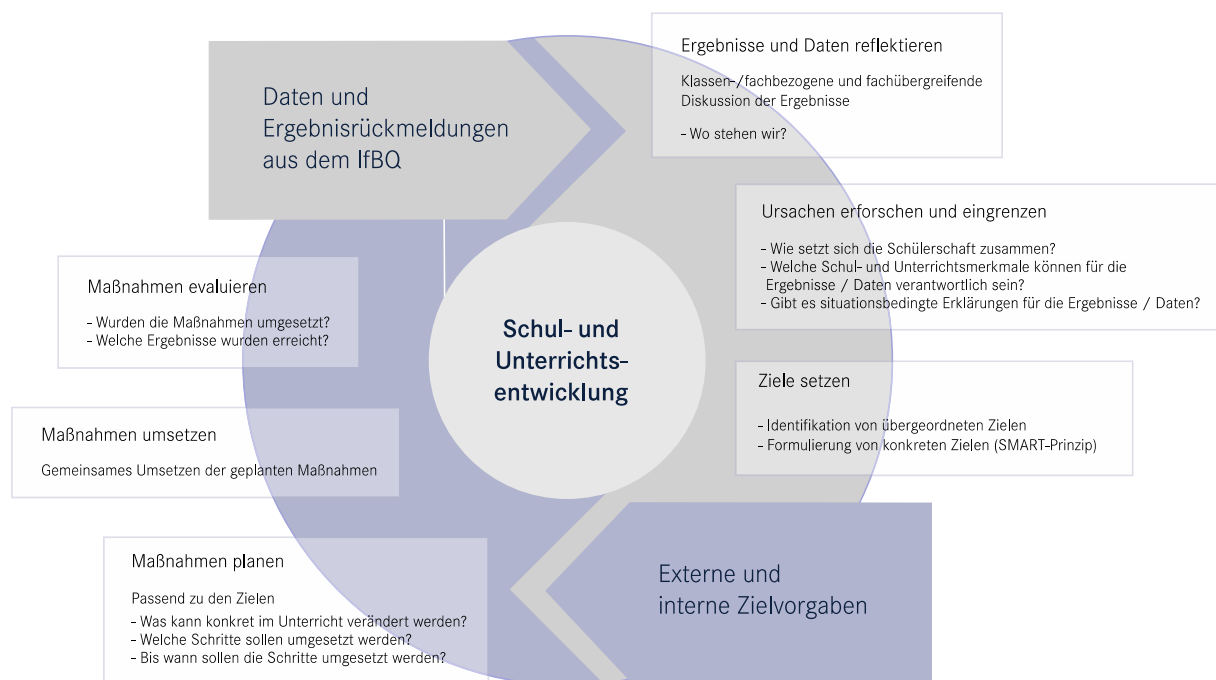 Daten und
Ergebnisrückmeldungen
aus dem IfBQ
Ergebnisse und Daten reflektieren
Klassen-/fachbezogene und fachübergreifende
Diskussion der Ergebnisse
- Wo stehen wir?
Ursachen erforschen und eingrenzen
- Wie setzt sich die Schülerschaft zusammen?
- Welche Schul- und Unterrichtsmerkmale können für die
Ergebnisse / Daten verantwortlich sein?
- Gibt es situationsbedingte Erklärungen für die Ergebnisse / Daten?
Ziele setzen
- Identifikation von übergeordneten Zielen
- Formulierung von konkreten Zielen (SMART-Prinzip)
Externe und
interne Zielvorgaben
Maßnahmen planen
Passend zu den Zielen
- Was kann konkret im Unterricht verändert werden?
- Welche Schritte sollen umgesetzt werden?
- Bis wann sollen die Schritte umgesetzt werden?
Maßnahmen umsetzen
Gemeinsames Umsetzen der geplanten Maßnahmen
Maßnahmen evaluieren
- Wurden die Maßnahmen umgesetzt?
- Welche Ergebnisse wurden erreicht?
Schul- und
Unterrichts-
entwicklung